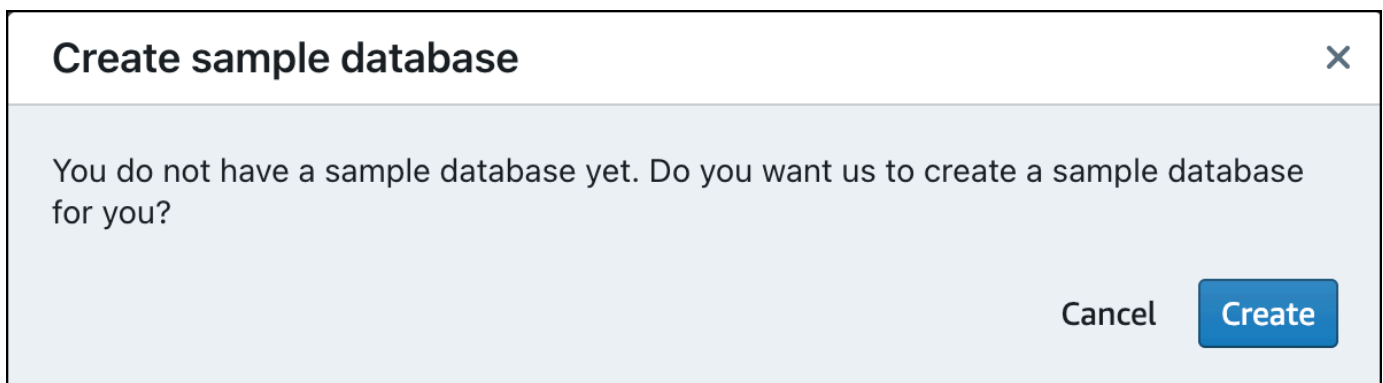 Create sample database
You do not have a sample database yet. Do you want us to create a sample database
for you?
Cancel
Create